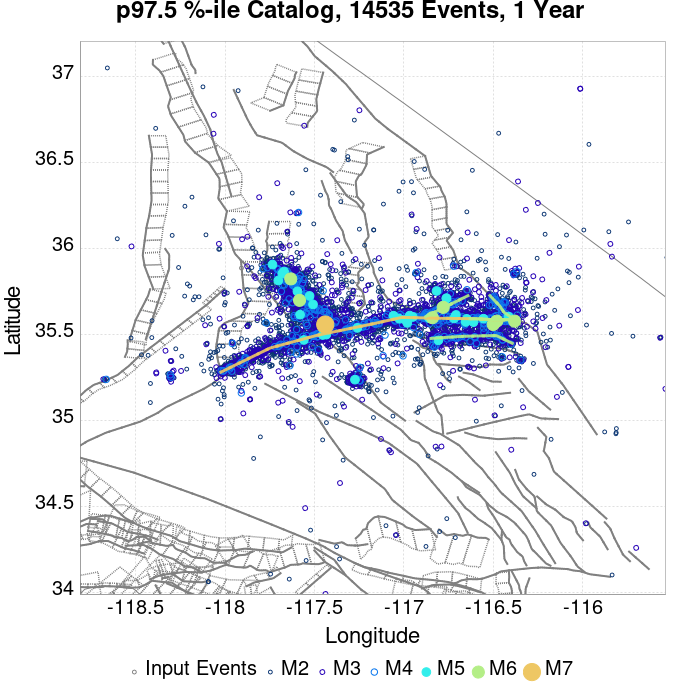 p97.5 %-ile Catalog, 14535 Events, 1 Year
37
36.5
36
35.5
35
34.5
34
Latitude
-118.5 -118 -117.5 -117 -116.5 -116
Longitude
Input Events M2 M3 M4 M5 M6 M7